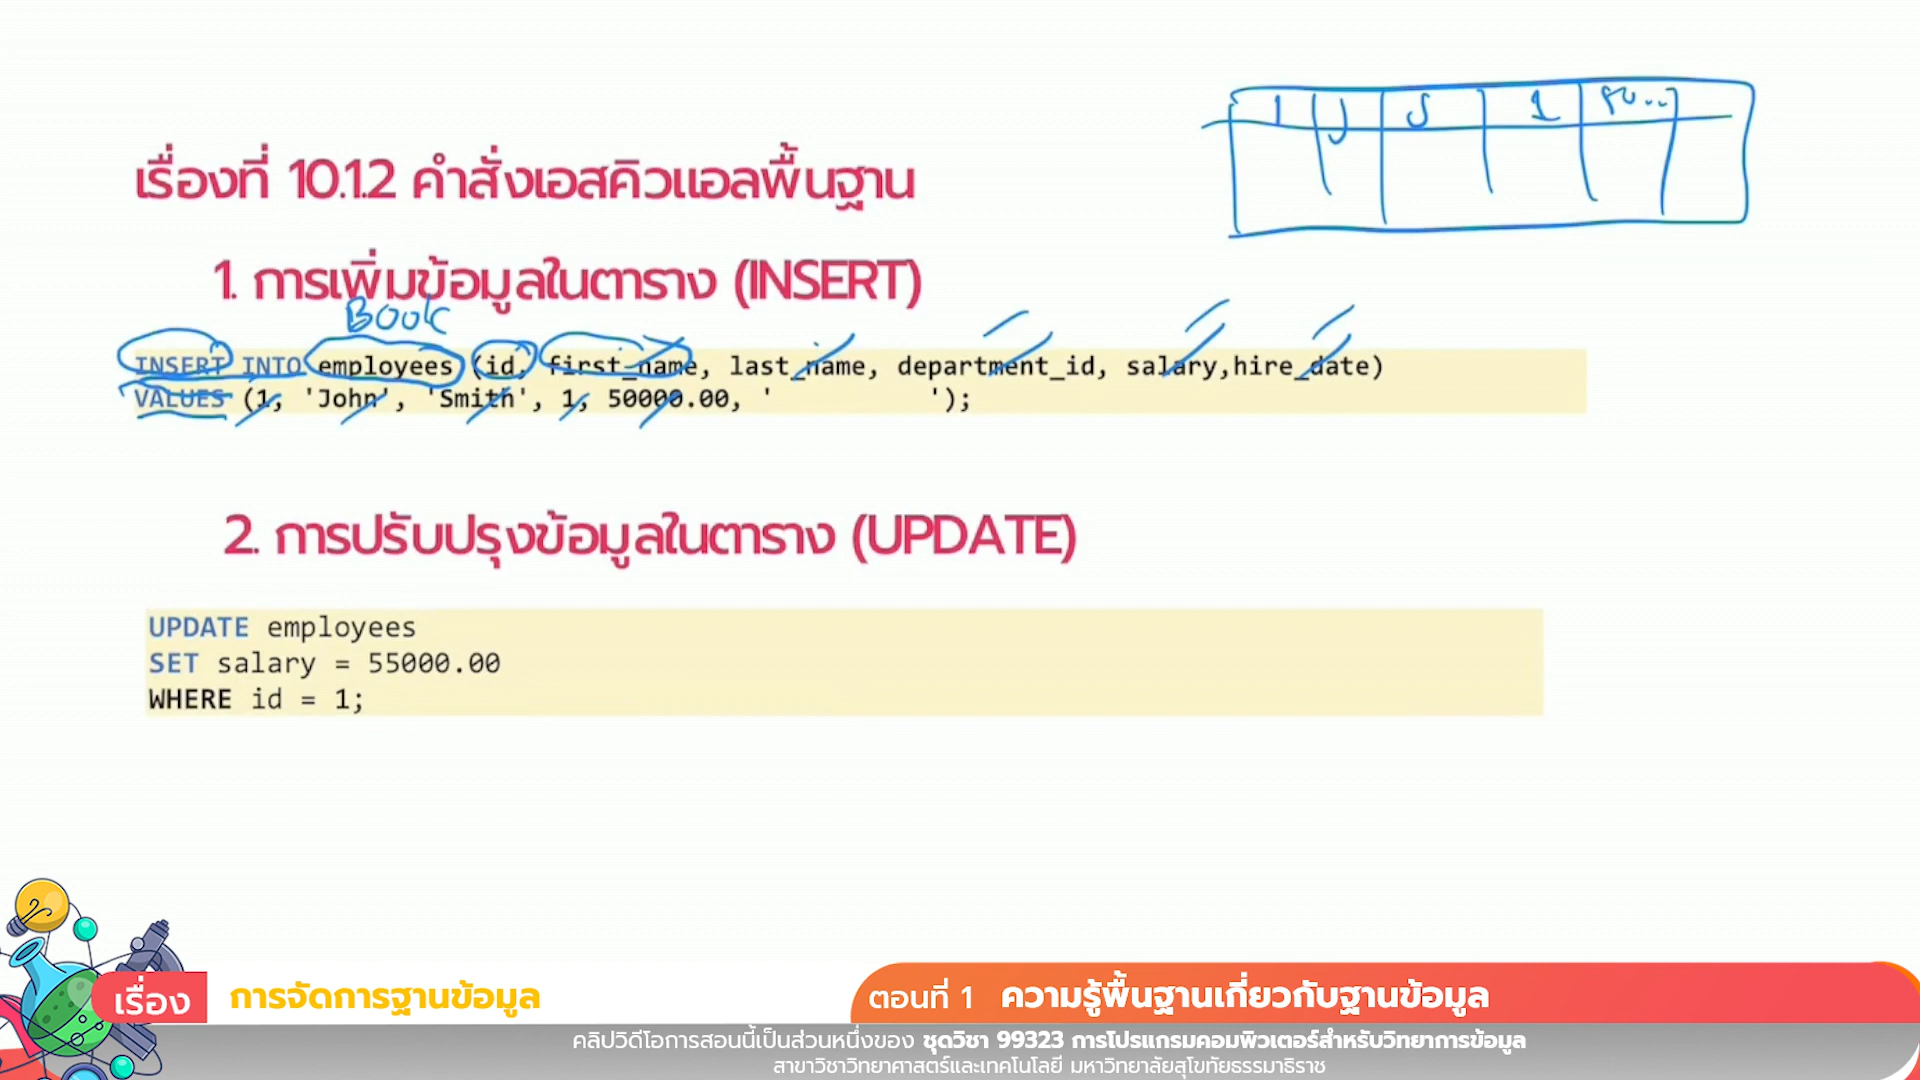 1 J S 1 50...
เรื่องที่ 10.1.2 คำสั่งเอสคิวแอลพื้นฐาน
1. การเพิ่มข้อมูลในตาราง (INSERT)
BOOK
INSERT INTO employees (id, first_name, last_name, department_id, salary,hire_date)
VALUES (1, 'John', 'Smith', 1, 50000.00, ' ');
2. การปรับปรุงข้อมูลในตาราง (UPDATE)
UPDATE employees
SET salary = 55000.00
WHERE id = 1;
เรื่อง การจัดการฐานข้อมูล
ตอนที่ 1 ความรู้พื้นฐานเกี่ยวกับฐานข้อมูล
คลิปวิดีโอการสอนนี้เป็นส่วนหนึ่งของ ชุดวิชา 99323 การโปรแกรมคอมพิวเตอร์สำหรับวิทยาการข้อมูล
สาขาวิชาวิทยาศาสตร์และเทคโนโลยี มหาวิทยาลัยสุโขทัยธรรมาธิราช